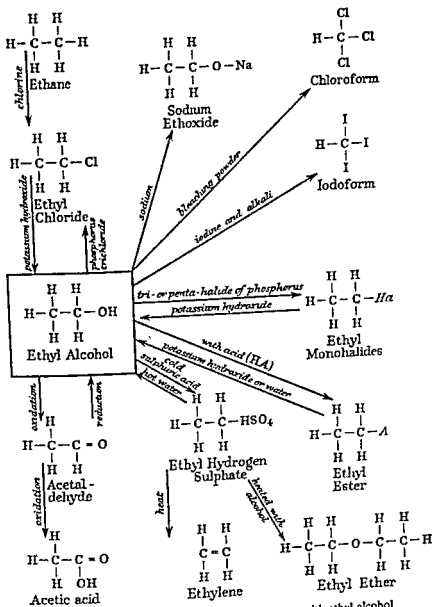 Cl
H H
H H
H-C-C-H
H-C-C-O-Na
H-C-Cl
H H
H H
Cl
Ethane
Sodium
Ethoxide
Chloroform
chlorine
H H
H-C-C-Cl
H H
Ethyl
Chloride
I
H-C-I
I
Iodoform
potassium hydroxide
phosphorus
trichloride
sodium
bleaching powder
iodine and alkali
H H
H-C-C-OH
H H
Ethyl Alcohol
tri- or penta-halide of phosphorus
potassium hydroxide
H H
H-C-C-Ha
H H
Ethyl
Monohalides
with acid (HA)
potassium hydroxide or water
cold
sulphuric acid
hot water
oxidation
reduction
H H
H-C-C=O
H
Acetal-
dehyde
H H
H-C-C-HSO4
H H
Ethyl Hydrogen
Sulphate
H H
H-C-C-A
H H
Ethyl
Ester
oxidation
heat
heated with
alcohol
H
H-C-C=O
H OH
Acetic acid
H H
C=C
H H
Ethylene
H H H H
H-C-C-O-C-C-H
H H H H
Ethyl Ether
ethyl alcohol